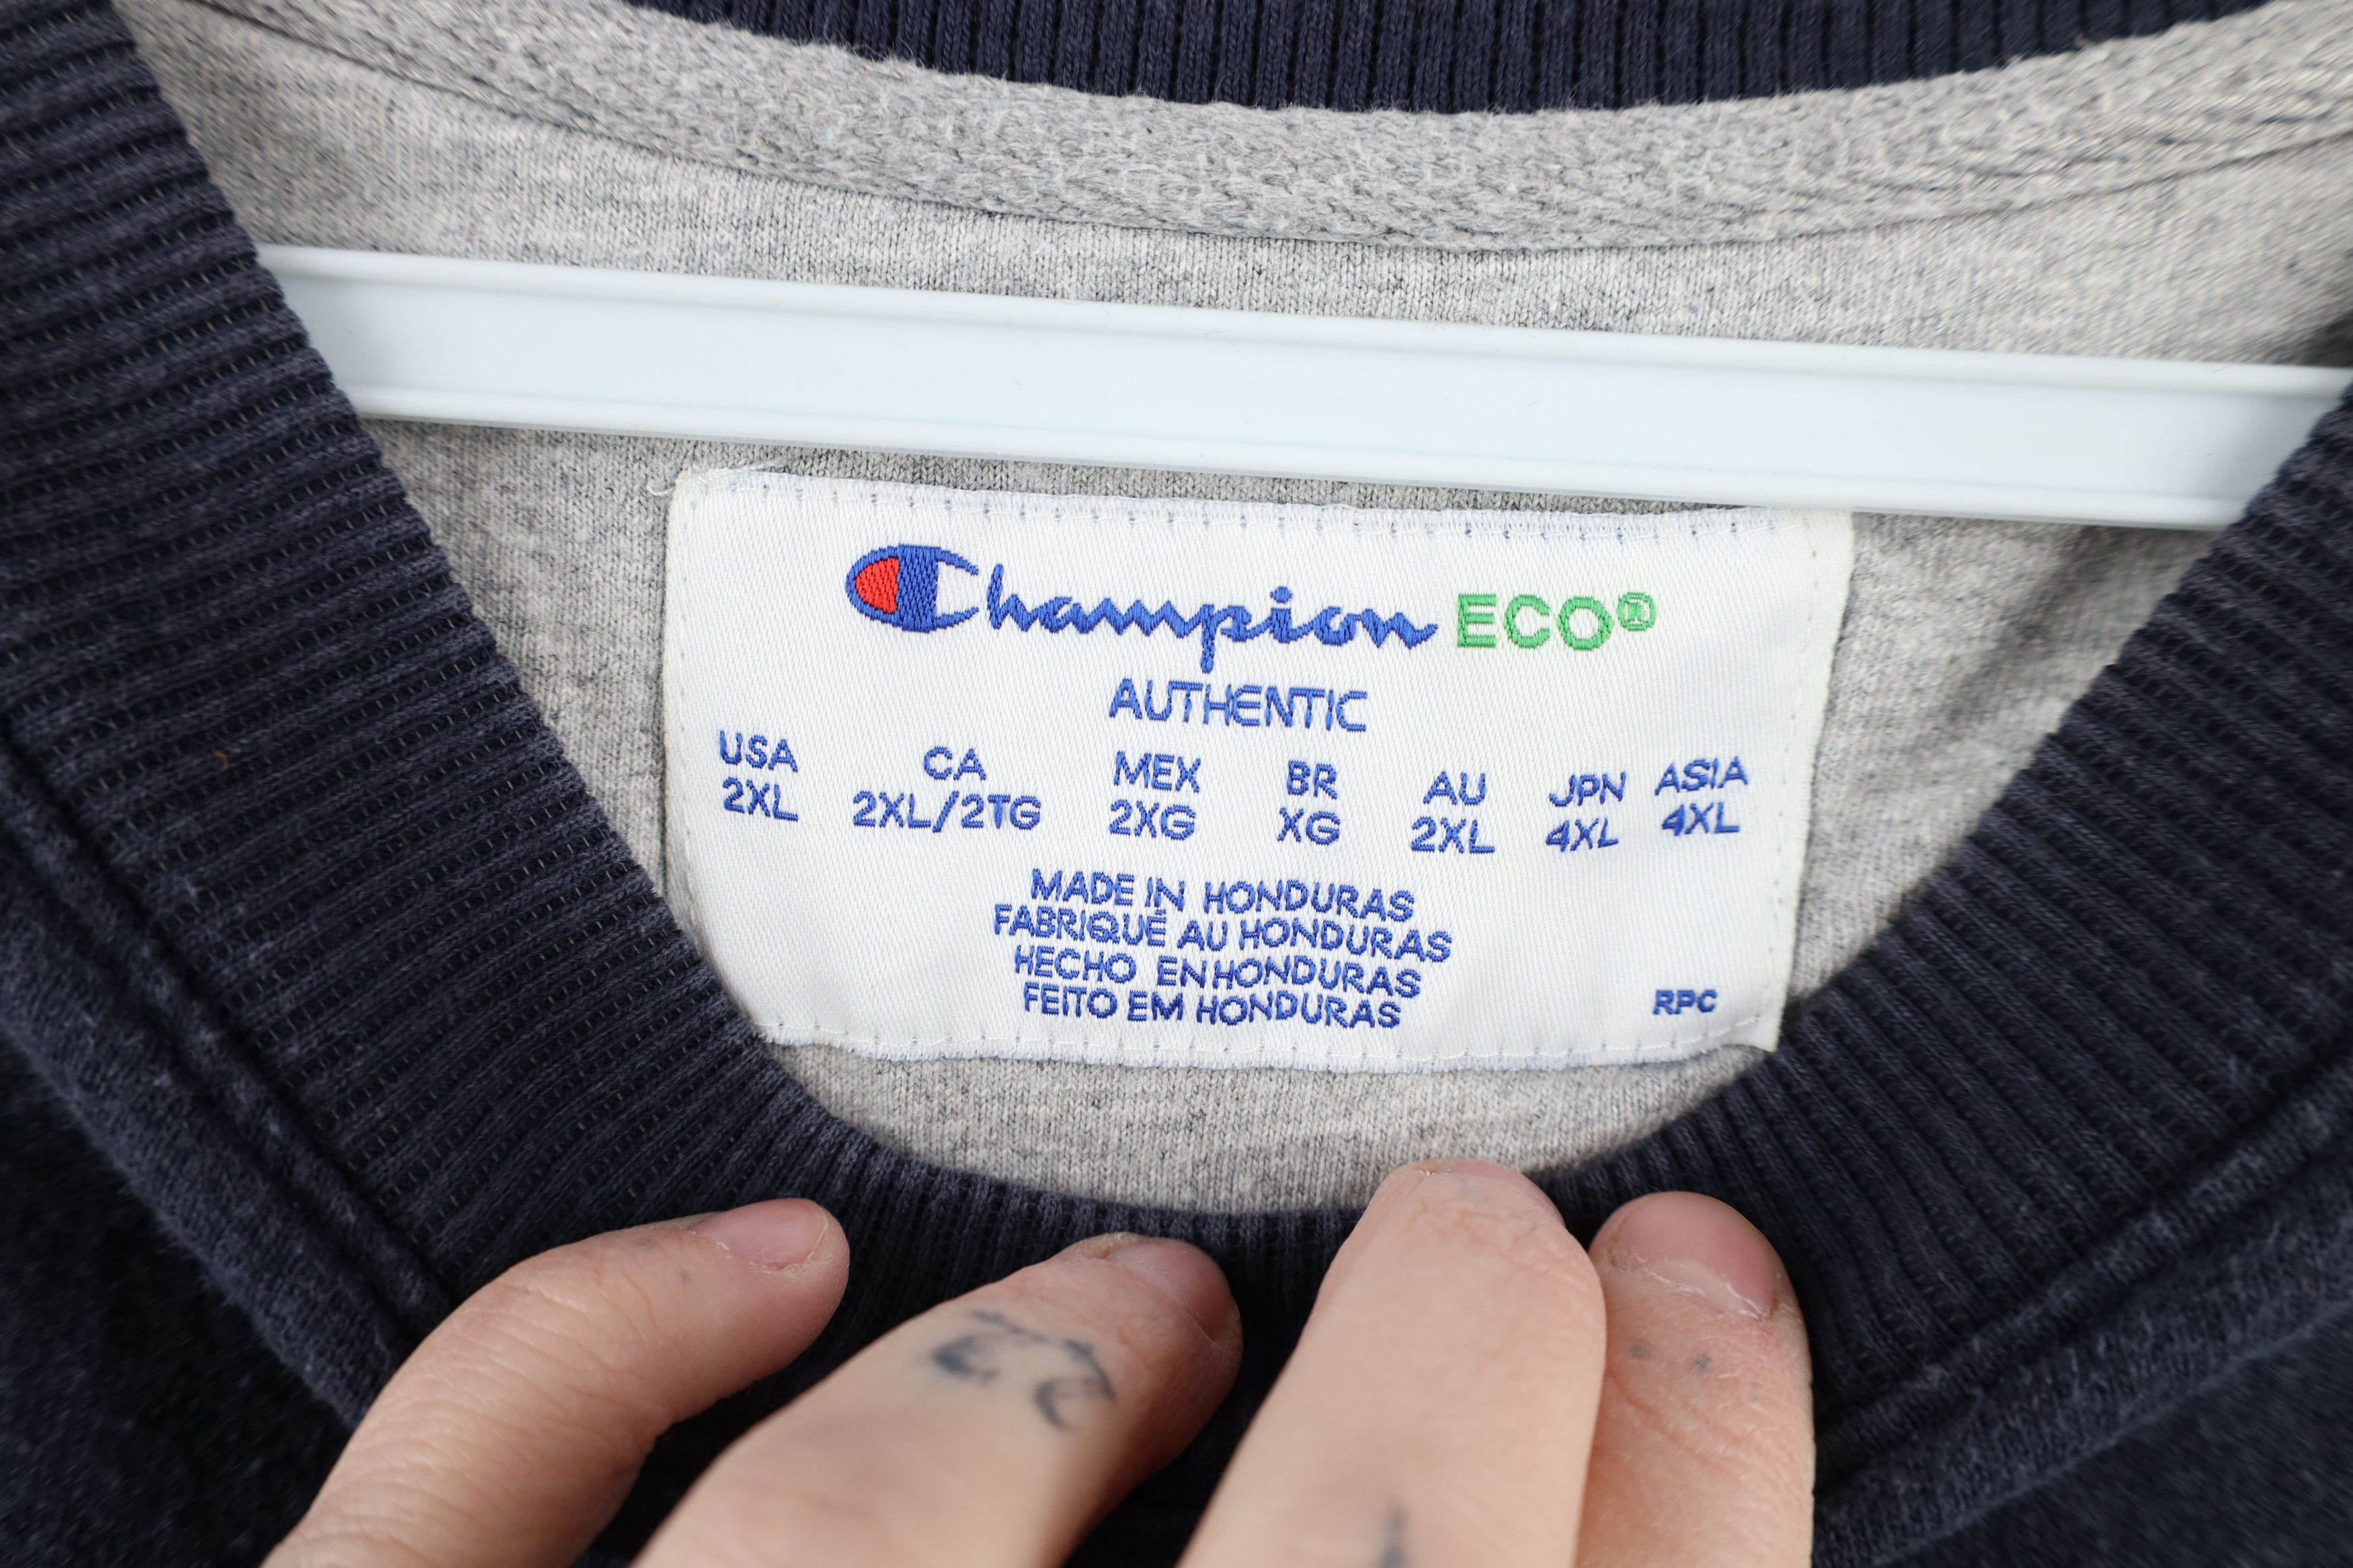 Champion ECO®
AUTHENTIC
USA CA MEX BR AU JPN ASIA
2XL 2XL/2TG 2XG XG 2XL 4XL 4XL
MADE IN HONDURAS
FABRIQUÉ AU HONDURAS
HECHO EN HONDURAS
FEITO EM HONDURAS
RPC